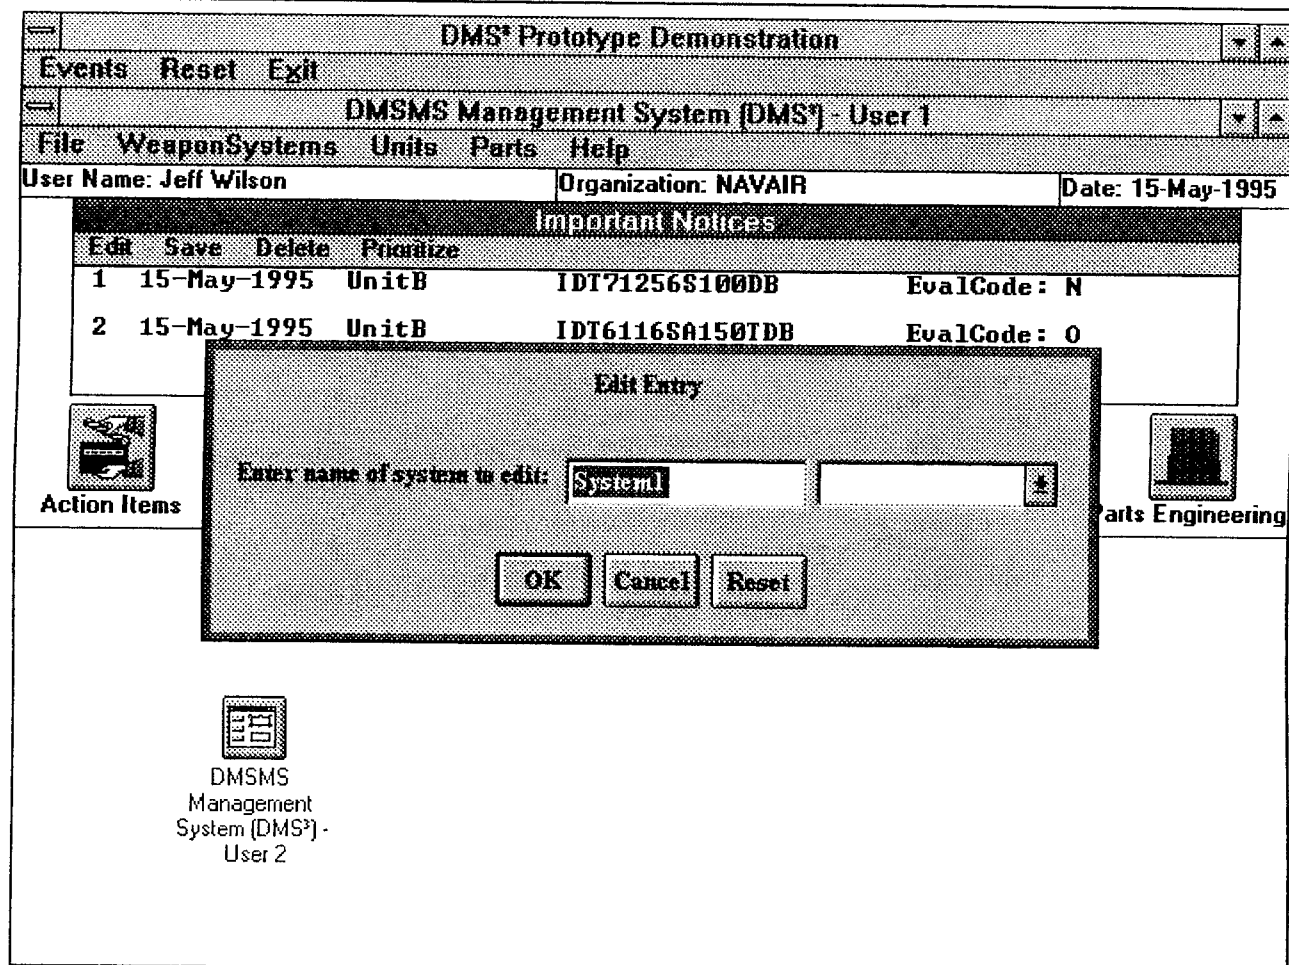 DMS³ Prototype Demonstration
Events Reset Exit
DMSMS Management System (DMS³) - User 1
File WeaponSystems Units Parts Help
User Name: Jeff Wilson Organization: NAVAIR Date: 15-May-1995
Important Notices
Edit Save Delete Prioritize
1 15-May-1995 UnitB IDT71256S100DB EvalCode: N
2 15-May-1995 UnitB IDT6116SA150TDB EvalCode: O
Edit Entry
Enter name of system to edit: System1
Action Items
Parts Engineering
OK Cancel Reset
DMSMS
Management
System (DMS³) -
User 2